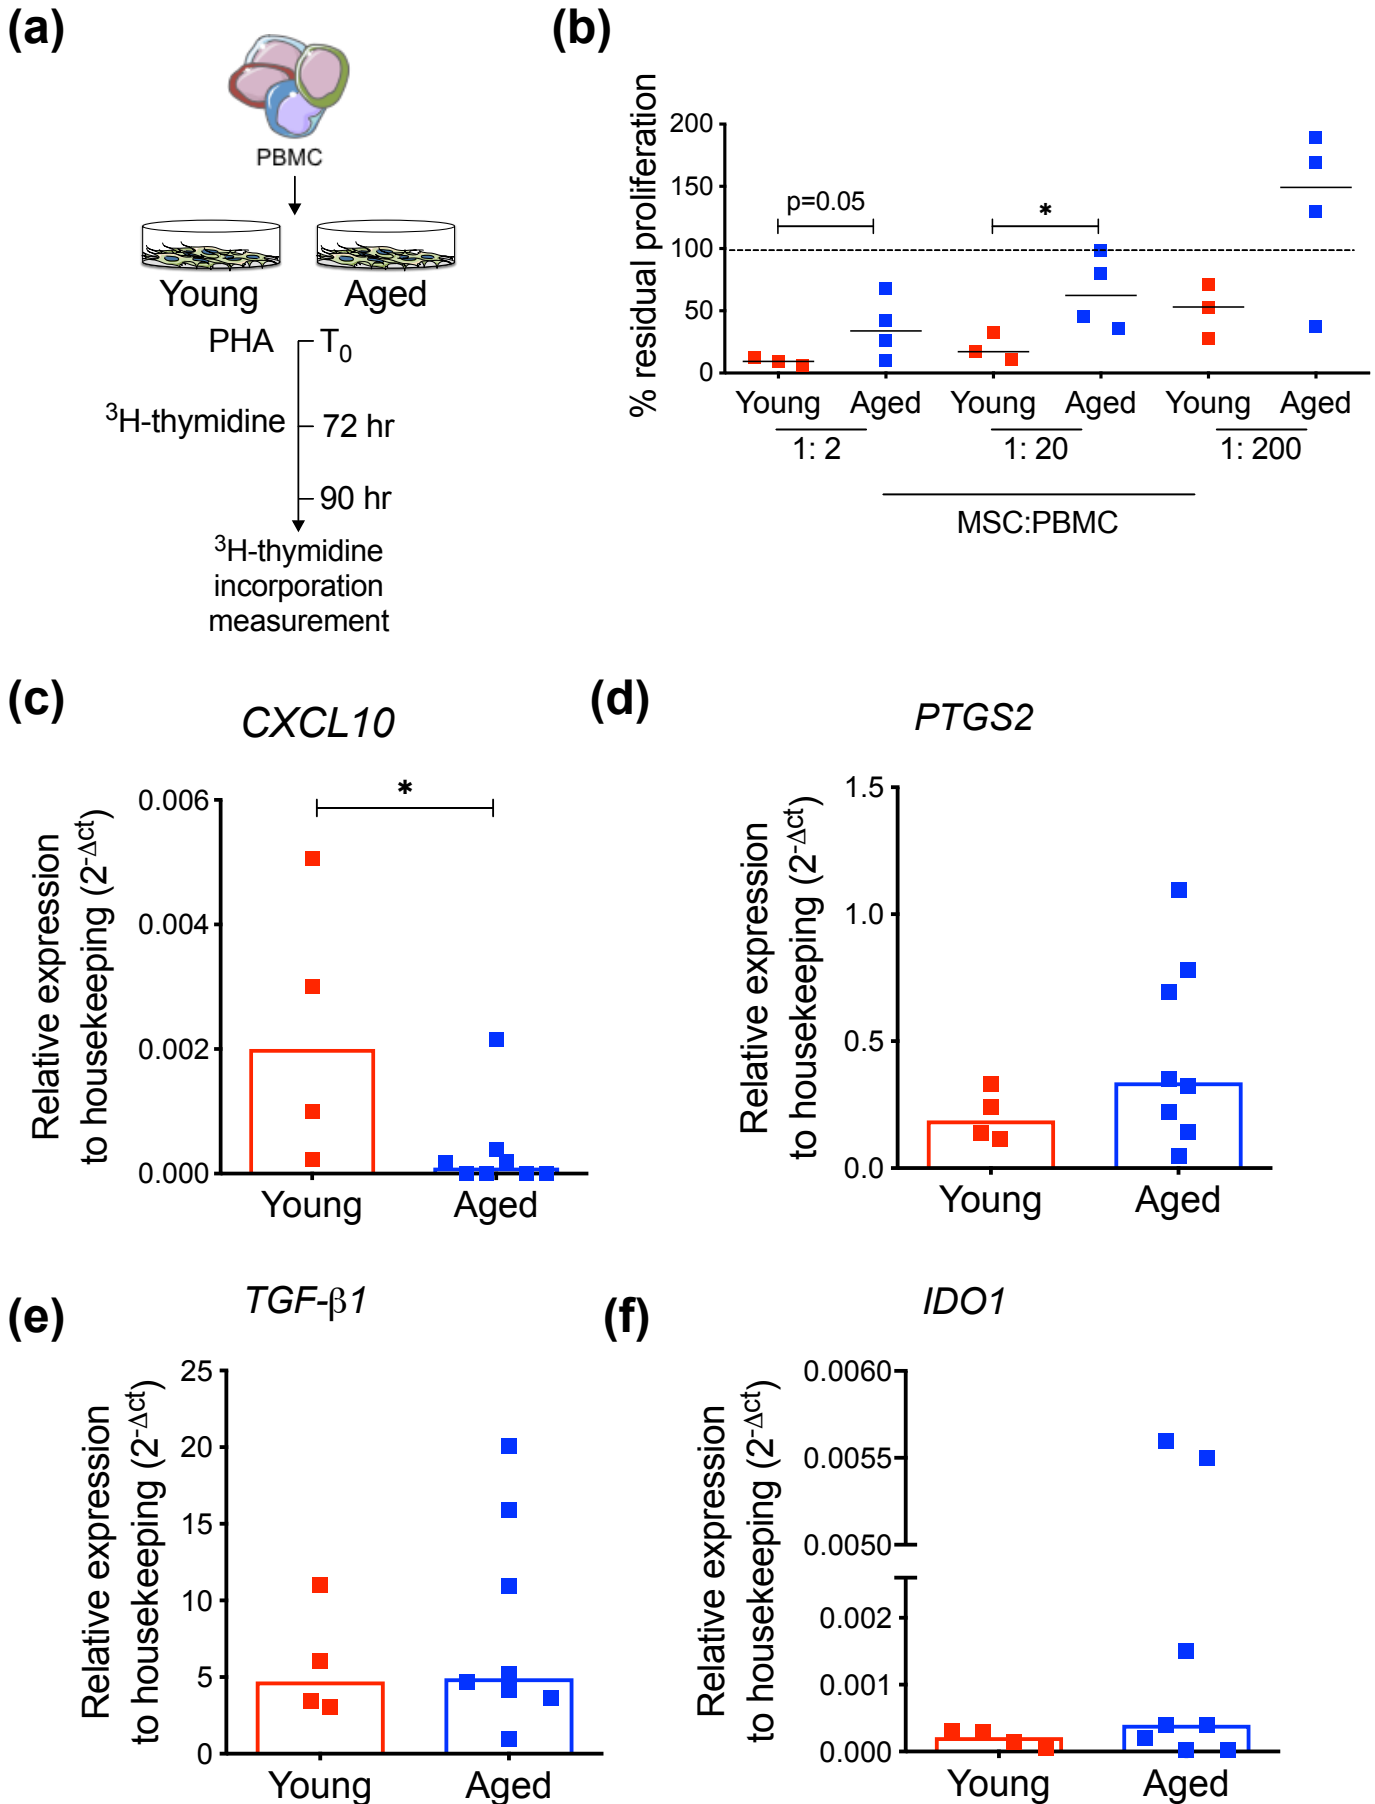 (a)
PBMC
Young Aged
PHA T0
3H-thymidine 72 hr
90 hr
3H-thymidine
incorporation
measurement
(b)
% residual proliferation
200
150
100
50
0
p=0.05
*
Young Aged Young Aged Young Aged
1: 2 1: 20 1: 200
MSC:PBMC
(c)
CXCL10
Relative expression
to housekeeping (2-Δct)
0.006
0.004
0.002
0.000
*
Young Aged
(d)
PTGS2
Relative expression
to housekeeping (2-Δct)
1.5
1.0
0.5
0.0
Young Aged
(e)
TGF-β1
Relative expression
to housekeeping (2-Δct)
25
20
15
10
5
0
Young Aged
(f)
IDO1
Relative expression
to housekeeping (2-Δct)
0.0060
0.0055
0.0050
0.002
0.001
0.000
Young Aged